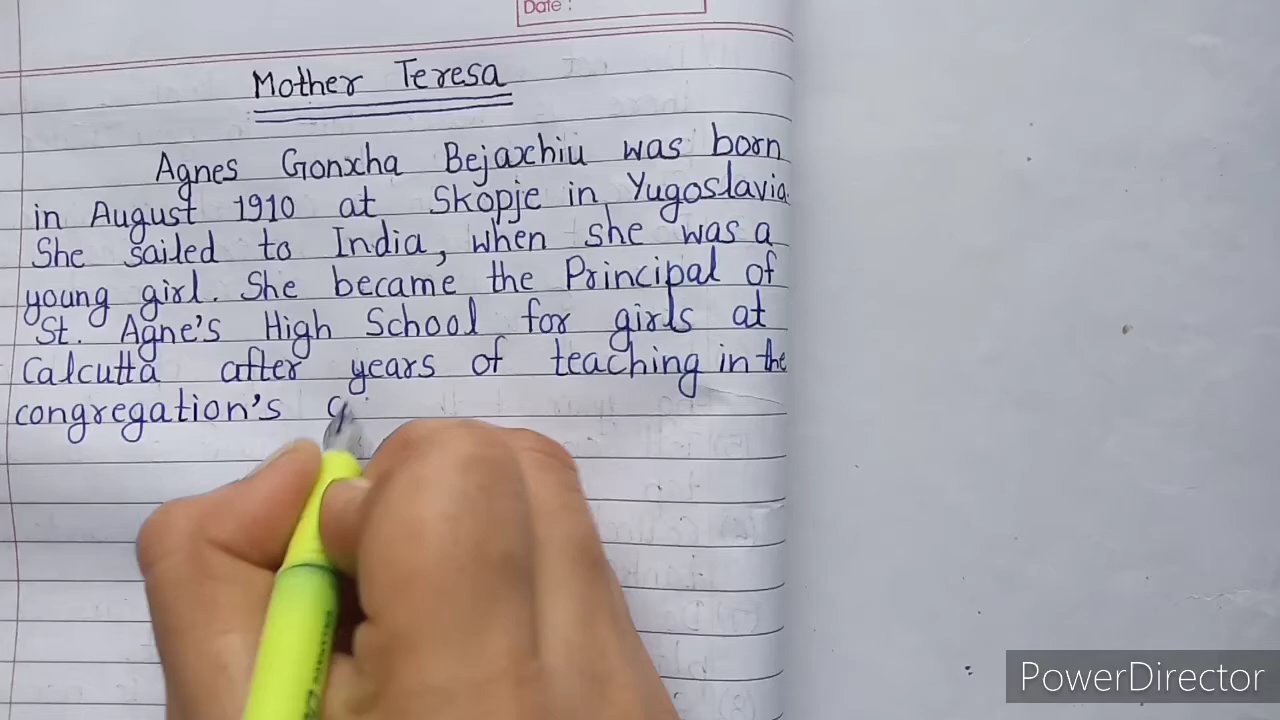 Date :
Mother Teresa
Agnes Gonxha Bejaxhiu was born
in August 1910 at Skopje in Yugoslavia.
She sailed to India, when she was a
young girl. She became the Principal of
St. Agne's High School for girls at
Calcutta after years of teaching in the
congregation's
PowerDirector